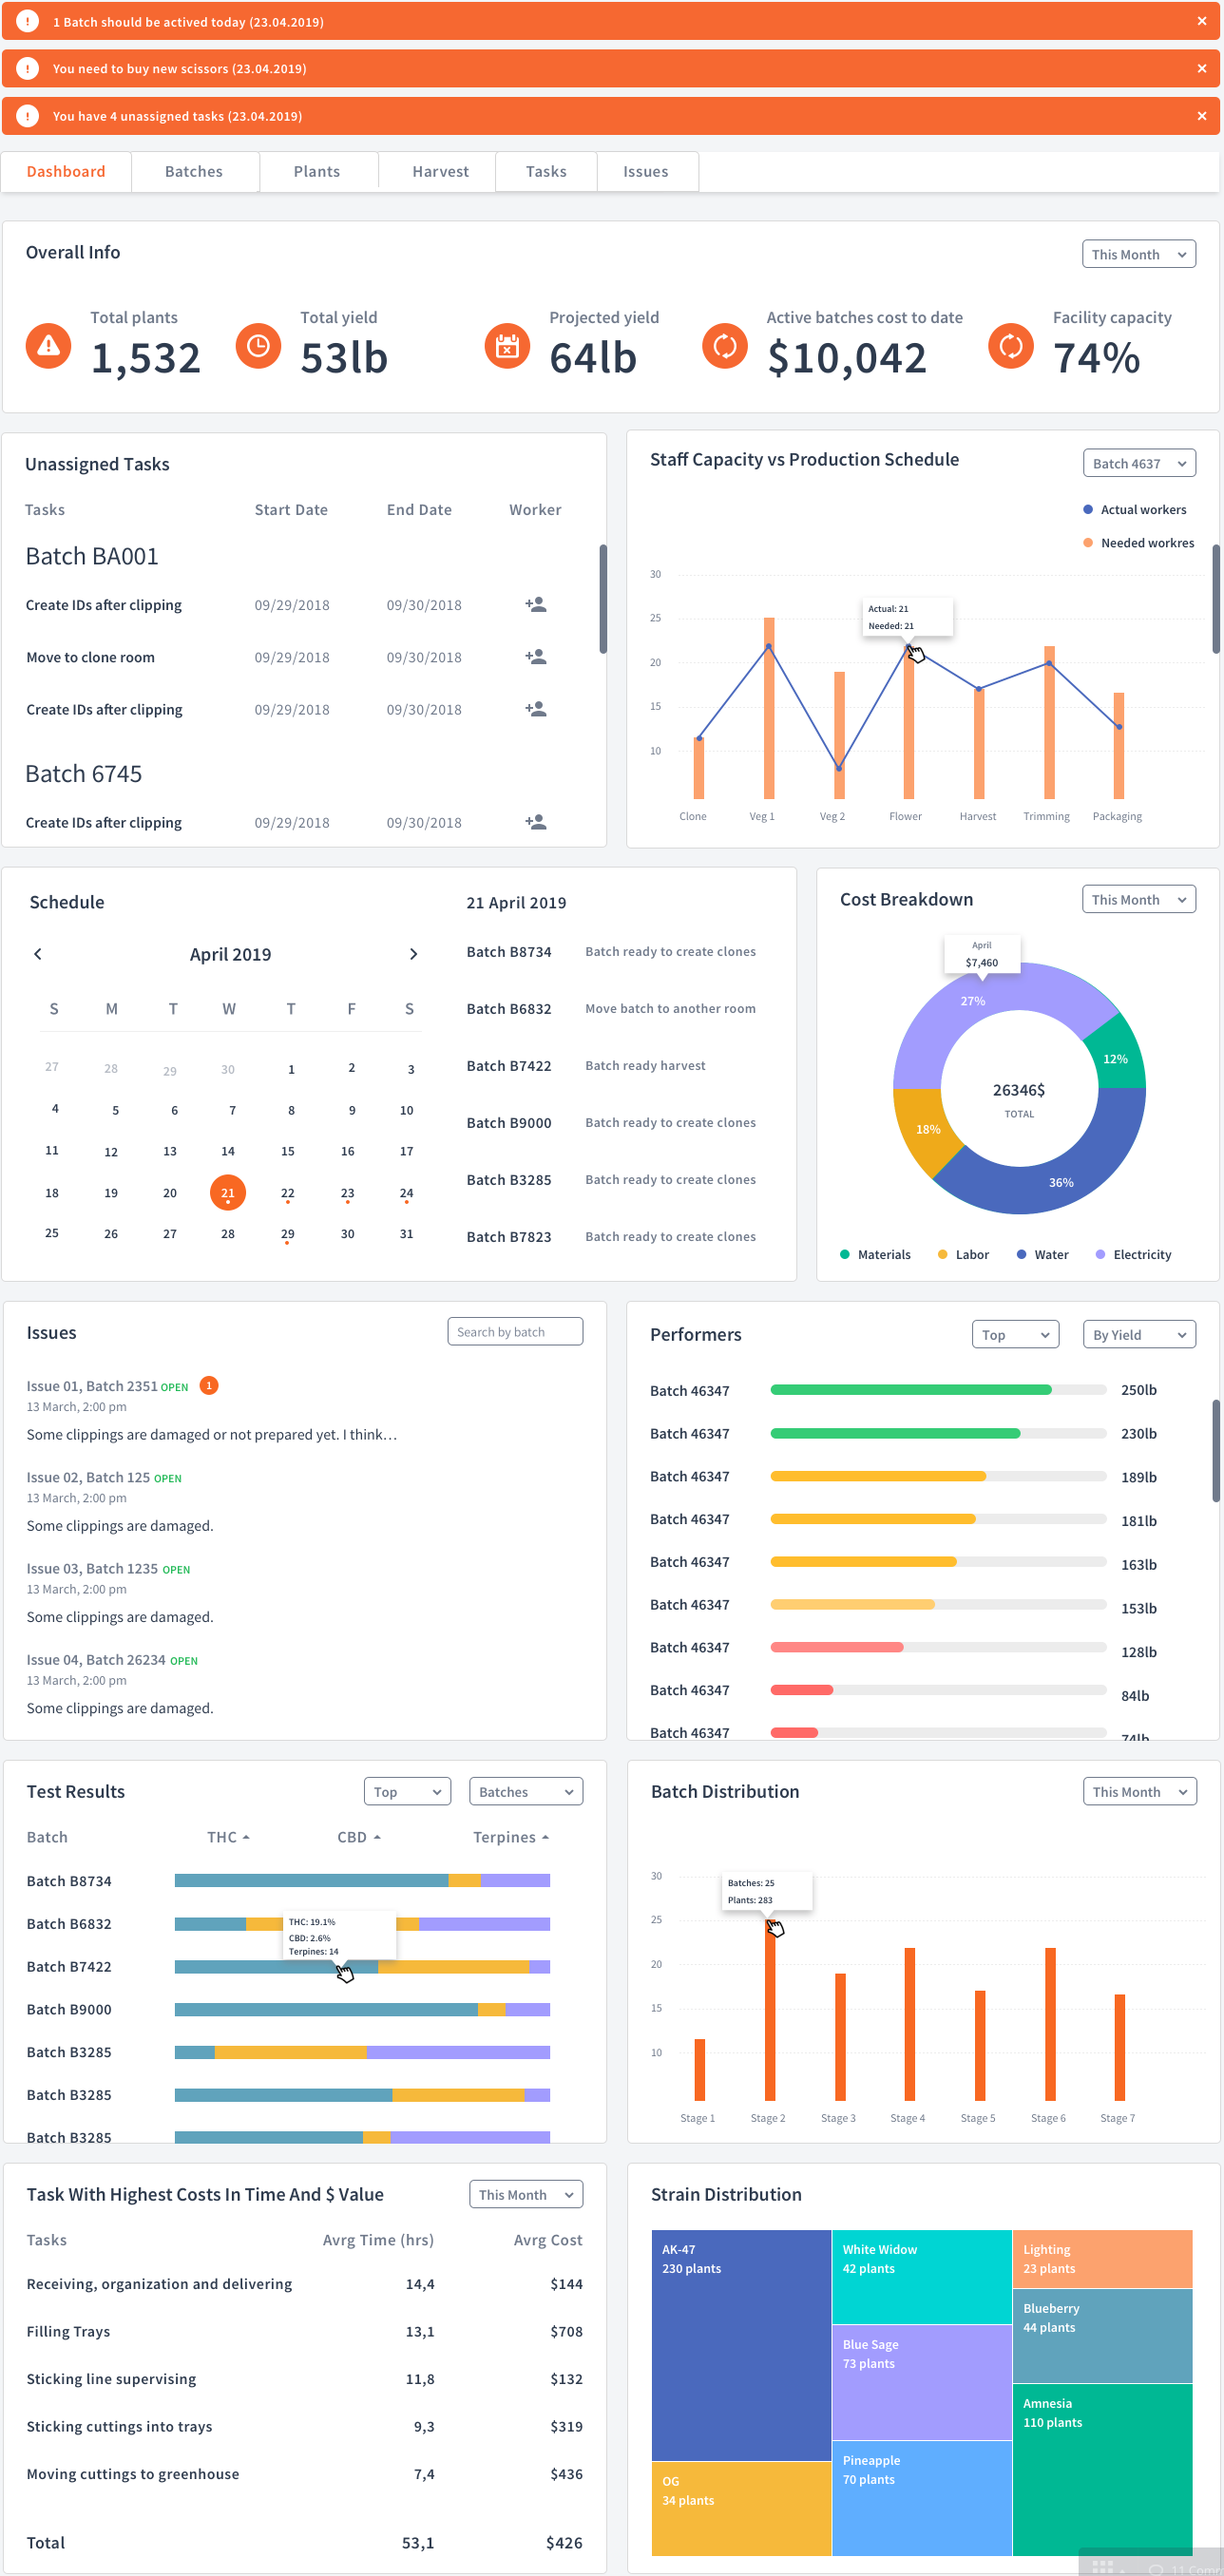 1 Batch should be actived today (23.04.2019)
You need to buy new scissors (23.04.2019)
You have 4 unassigned tasks (23.04.2019)
Dashboard Batches Plants Harvest Tasks Issues
Overall Info
This Month
Total plants
1,532
Total yield
53lb
Projected yield
64lb
Active batches cost to date
$10,042
Facility capacity
74%
Unassigned Tasks
Tasks Start Date End Date Worker
Batch BA001
Create IDs after clipping 09/29/2018 09/30/2018
Move to clone room 09/29/2018 09/30/2018
Create IDs after clipping 09/29/2018 09/30/2018
Batch 6745
Create IDs after clipping 09/29/2018 09/30/2018
Staff Capacity vs Production Schedule
Batch 4637
Actual workers
Needed workres
30
25
20
15
10
Actual: 21
Needed: 21
Clone Veg 1 Veg 2 Flower Harvest Trimming Packaging
Schedule
April 2019
S M T W T F S
27 28 29 30 1 2 3
4 5 6 7 8 9 10
11 12 13 14 15 16 17
18 19 20 21 22 23 24
25 26 27 28 29 30 31
21 April 2019
Batch B8734 Batch ready to create clones
Batch B6832 Move batch to another room
Batch B7422 Batch ready harvest
Batch B9000 Batch ready to create clones
Batch B3285 Batch ready to create clones
Batch B7823 Batch ready to create clones
Cost Breakdown
This Month
April
$7,460
27%
12%
26346$
TOTAL
18%
36%
Materials Labor Water Electricity
Issues
Search by batch
Issue 01, Batch 2351 OPEN 1
13 March, 2:00 pm
Some clippings are damaged or not prepared yet. I think...
Issue 02, Batch 125 OPEN
13 March, 2:00 pm
Some clippings are damaged.
Issue 03, Batch 1235 OPEN
13 March, 2:00 pm
Some clippings are damaged.
Issue 04, Batch 26234 OPEN
13 March, 2:00 pm
Some clippings are damaged.
Performers
Top
By Yield
Batch 46347 250lb
Batch 46347 230lb
Batch 46347 189lb
Batch 46347 181lb
Batch 46347 163lb
Batch 46347 153lb
Batch 46347 128lb
Batch 46347 84lb
Batch 46347 74lb
Test Results
Top
Batches
Batch THC CBD Terpines
Batch B8734
Batch B6832
THC: 19.1%
CBD: 2.6%
Terpines: 14
Batch B7422
Batch B9000
Batch B3285
Batch B3285
Batch B3285
Batch Distribution
This Month
30
25
20
15
10
Batches: 25
Plants: 283
Stage 1 Stage 2 Stage 3 Stage 4 Stage 5 Stage 6 Stage 7
Task With Highest Costs In Time And $ Value
This Month
Tasks Avrg Time (hrs) Avrg Cost
Receiving, organization and delivering 14,4 $144
Filling Trays 13,1 $708
Sticking line supervising 11,8 $132
Sticking cuttings into trays 9,3 $319
Moving cuttings to greenhouse 7,4 $436
Total 53,1 $426
Strain Distribution
AK-47
230 plants
OG
34 plants
White Widow
42 plants
Blue Sage
73 plants
Pineapple
70 plants
Lighting
23 plants
Blueberry
44 plants
Amnesia
110 plants